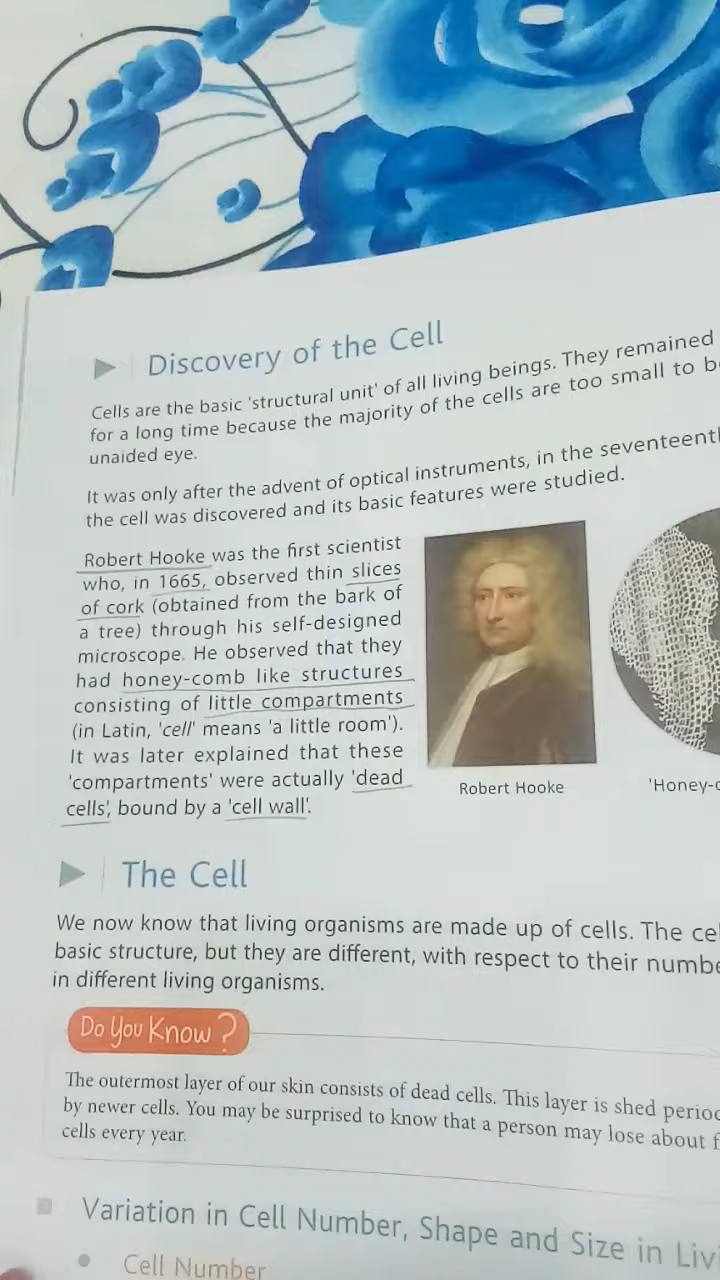 Discovery of the Cell
Cells are the basic 'structural unit' of all living beings. They remained
for a long time because the majority of the cells are too small to
unaided eye.
It was only after the advent of optical instruments, in the
the cell was discovered and its basic features were studied.
Robert Hooke was the first scientist
who, in 1665, observed thin slices
of cork (obtained from the bark of
a tree) through his self-designed
microscope. He observed that they
had honey-comb like structures
consisting of little compartments
(in Latin, 'cell' means 'a little room').
It was later explained that these
'compartments' were actually 'dead
cells', bound by a 'cell wall'.
Robert Hooke
The Cell
We now know that living organisms are made up of cells. The
basic structure, but they are different, with respect to their
in different living organisms.
Do You Know?
The outermost layer of our skin consists of dead cells. This layer is shed
by newer cells. You may be surprised to know that a person may lose about
cells every year.
Variation in Cell Number, Shape and Size in
Cell Number